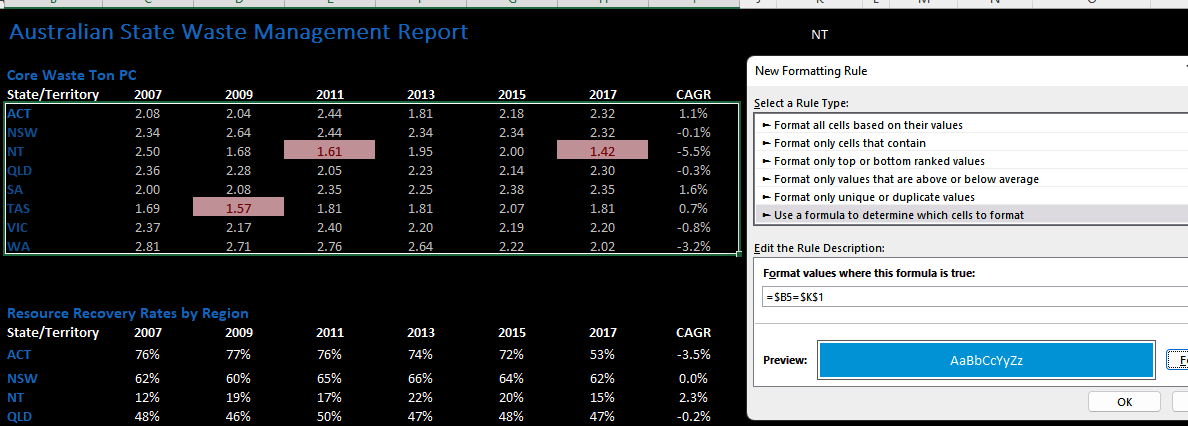 B C D E F G H I J K L M N O
Australian State Waste Management Report
NT
Core Waste Ton PC
State/Territory 2007 2009 2011 2013 2015 2017 CAGR
ACT 2.08 2.04 2.44 1.81 2.18 2.32 1.1%
NSW 2.34 2.64 2.44 2.34 2.34 2.32 -0.1%
NT 2.50 1.68 1.61 1.95 2.00 1.42 -5.5%
QLD 2.36 2.28 2.05 2.23 2.14 2.30 -0.3%
SA 2.00 2.08 2.35 2.25 2.38 2.35 1.6%
TAS 1.69 1.57 1.81 1.81 2.07 1.81 0.7%
VIC 2.37 2.17 2.40 2.20 2.19 2.20 -0.8%
WA 2.81 2.71 2.76 2.64 2.22 2.02 -3.2%
Resource Recovery Rates by Region
State/Territory 2007 2009 2011 2013 2015 2017 CAGR
ACT 76% 77% 76% 74% 72% 53% -3.5%
NSW 62% 60% 65% 66% 64% 62% 0.0%
NT 12% 19% 17% 22% 20% 15% 2.3%
QLD 48% 46% 50% 47% 48% 47% -0.2%
New Formatting Rule
Select a Rule Type:
► Format all cells based on their values
► Format only cells that contain
► Format only top or bottom ranked values
► Format only values that are above or below average
► Format only unique or duplicate values
► Use a formula to determine which cells to format
Edit the Rule Description:
Format values where this formula is true:
=$B5=$K$1
Preview:
AaBbCcYyZz
OK